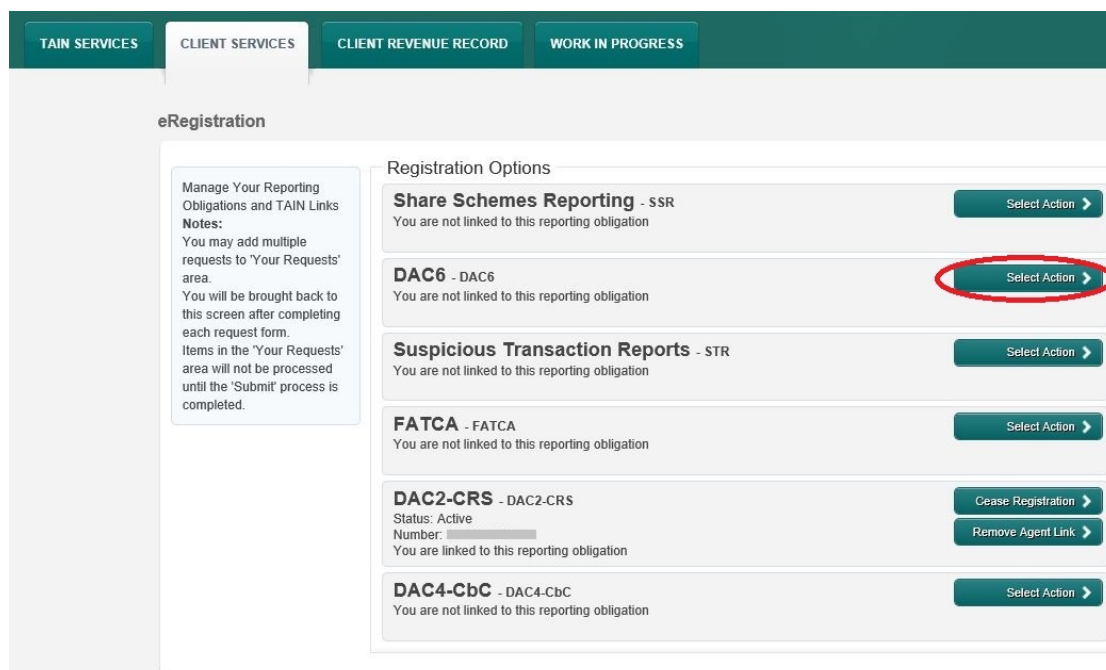 TAIN SERVICES
CLIENT SERVICES
CLIENT REVENUE RECORD
WORK IN PROGRESS
eRegistration
Manage Your Reporting
Obligations and TAIN Links
Notes:
You may add multiple
requests to 'Your Requests'
area.
You will be brought back to
this screen after completing
each request form.
Items in the 'Your Requests'
area will not be processed
until the 'Submit' process is
completed.
Registration Options
Share Schemes Reporting - SSR
You are not linked to this reporting obligation
Select Action
DAC6 - DAC6
You are not linked to this reporting obligation
Select Action
Suspicious Transaction Reports - STR
You are not linked to this reporting obligation
Select Action
FATCA - FATCA
You are not linked to this reporting obligation
Select Action
DAC2-CRS - DAC2-CRS
Status: Active
Number:
You are linked to this reporting obligation
Cease Registration
Remove Agent Link
DAC4-CbC - DAC4-CbC
You are not linked to this reporting obligation
Select Action